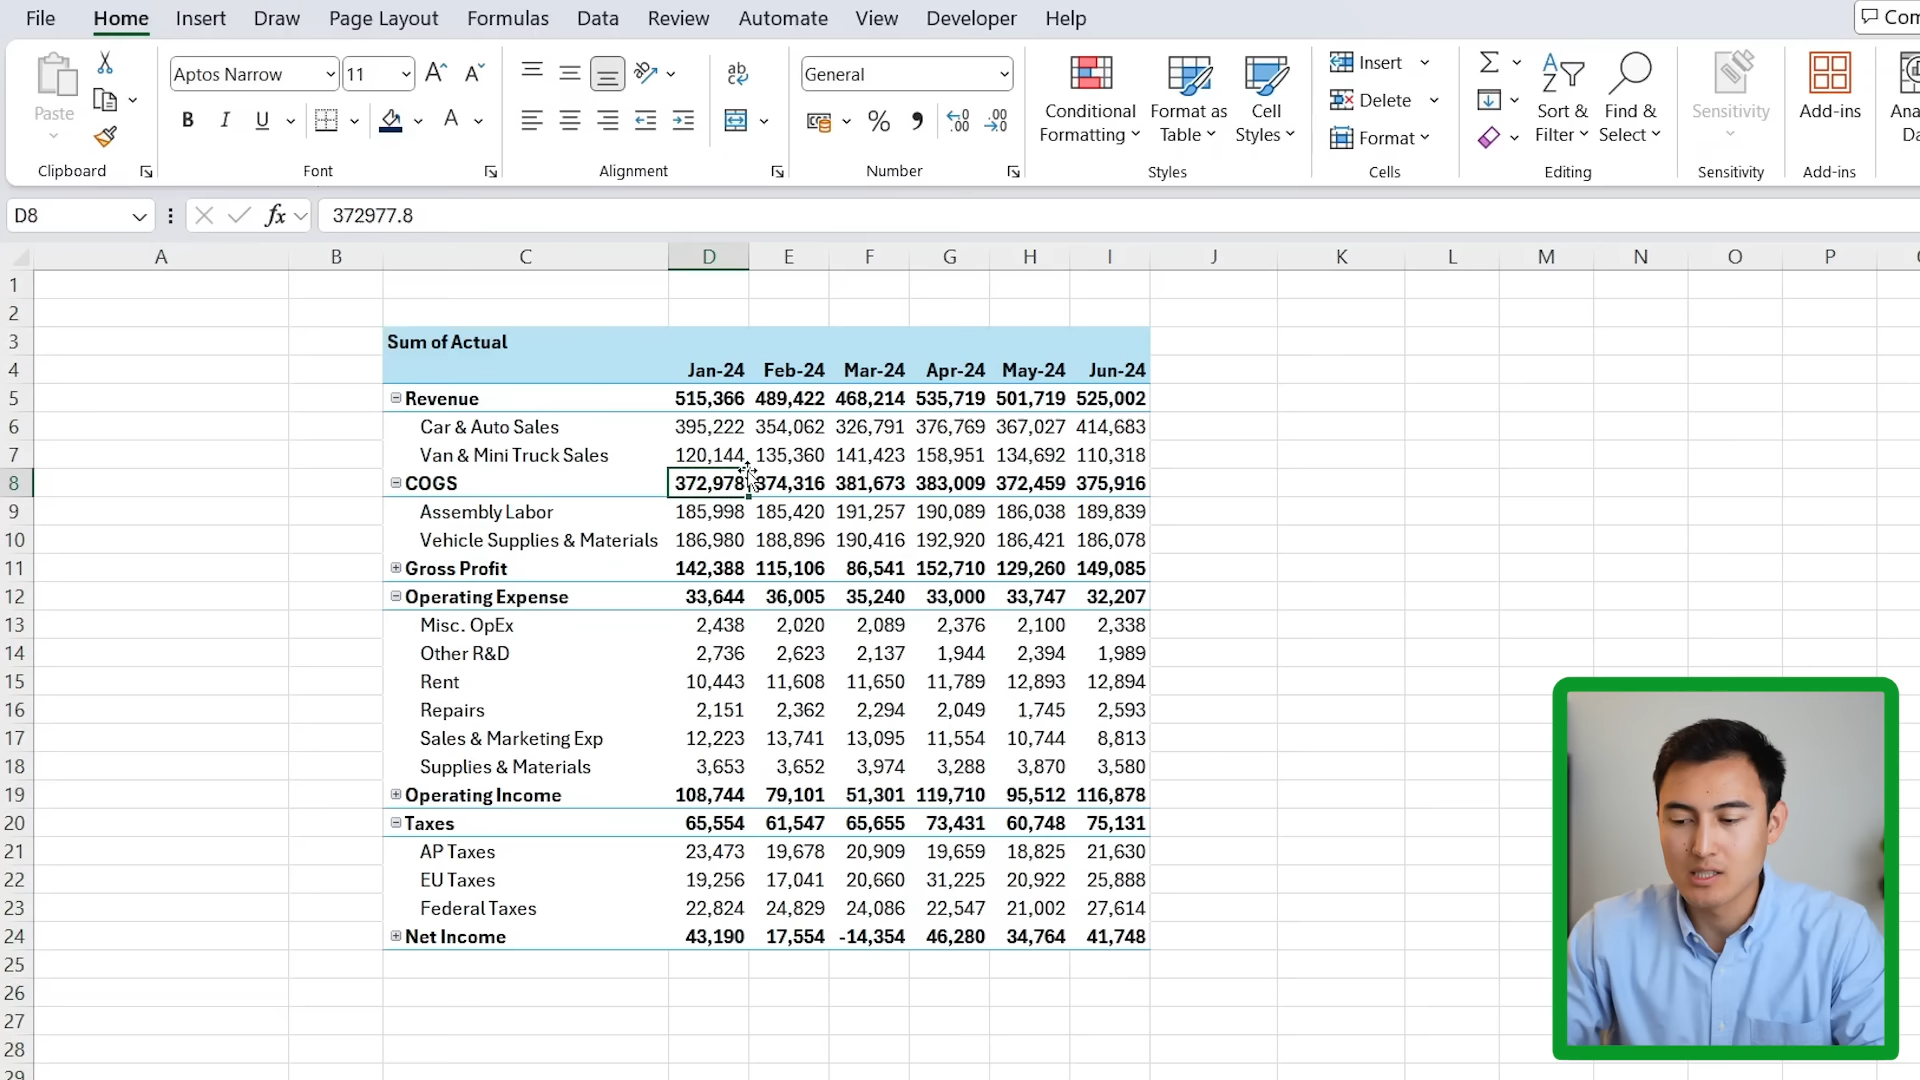 File Home Insert Draw Page Layout Formulas Data Review Automate View Developer Help Com
Aptos Narrow 11 General Insert
Paste Conditional Formatting Format as Table Cell Styles Delete Sort & Filter Find & Select Sensitivity Add-ins
B I U A % Format
Clipboard Font Alignment Number Styles Cells Editing Sensitivity Add-ins
D8 fx 372977.8
A B C D E F G H I J K L M N O P
1
2
3 Sum of Actual
4 Jan-24 Feb-24 Mar-24 Apr-24 May-24 Jun-24
5 Revenue 515,366 489,422 468,214 535,719 501,719 525,002
6 Car & Auto Sales 395,222 354,062 326,791 376,769 367,027 414,683
7 Van & Mini Truck Sales 120,144 135,360 141,423 158,951 134,692 110,318
8 COGS 372,978 374,316 381,673 383,009 372,459 375,916
9 Assembly Labor 185,998 185,420 191,257 190,089 186,038 189,839
10 Vehicle Supplies & Materials 186,980 188,896 190,416 192,920 186,421 186,078
11 Gross Profit 142,388 115,106 86,541 152,710 129,260 149,085
12 Operating Expense 33,644 36,005 35,240 33,000 33,747 32,207
13 Misc. OpEx 2,438 2,020 2,089 2,376 2,100 2,338
14 Other R&D 2,736 2,623 2,137 1,944 2,394 1,989
15 Rent 10,443 11,608 11,650 11,789 12,893 12,894
16 Repairs 2,151 2,362 2,294 2,049 1,745 2,593
17 Sales & Marketing Exp 12,223 13,741 13,095 11,554 10,744 8,813
18 Supplies & Materials 3,653 3,652 3,974 3,288 3,870 3,580
19 Operating Income 108,744 79,101 51,301 119,710 95,512 116,878
20 Taxes 65,554 61,547 65,655 73,431 60,748 75,131
21 AP Taxes 23,473 19,678 20,909 19,659 18,825 21,630
22 EU Taxes 19,256 17,041 20,660 31,225 20,922 25,888
23 Federal Taxes 22,824 24,829 24,086 22,547 21,002 27,614
24 Net Income 43,190 17,554 -14,354 46,280 34,764 41,748
25
26
27
28
29